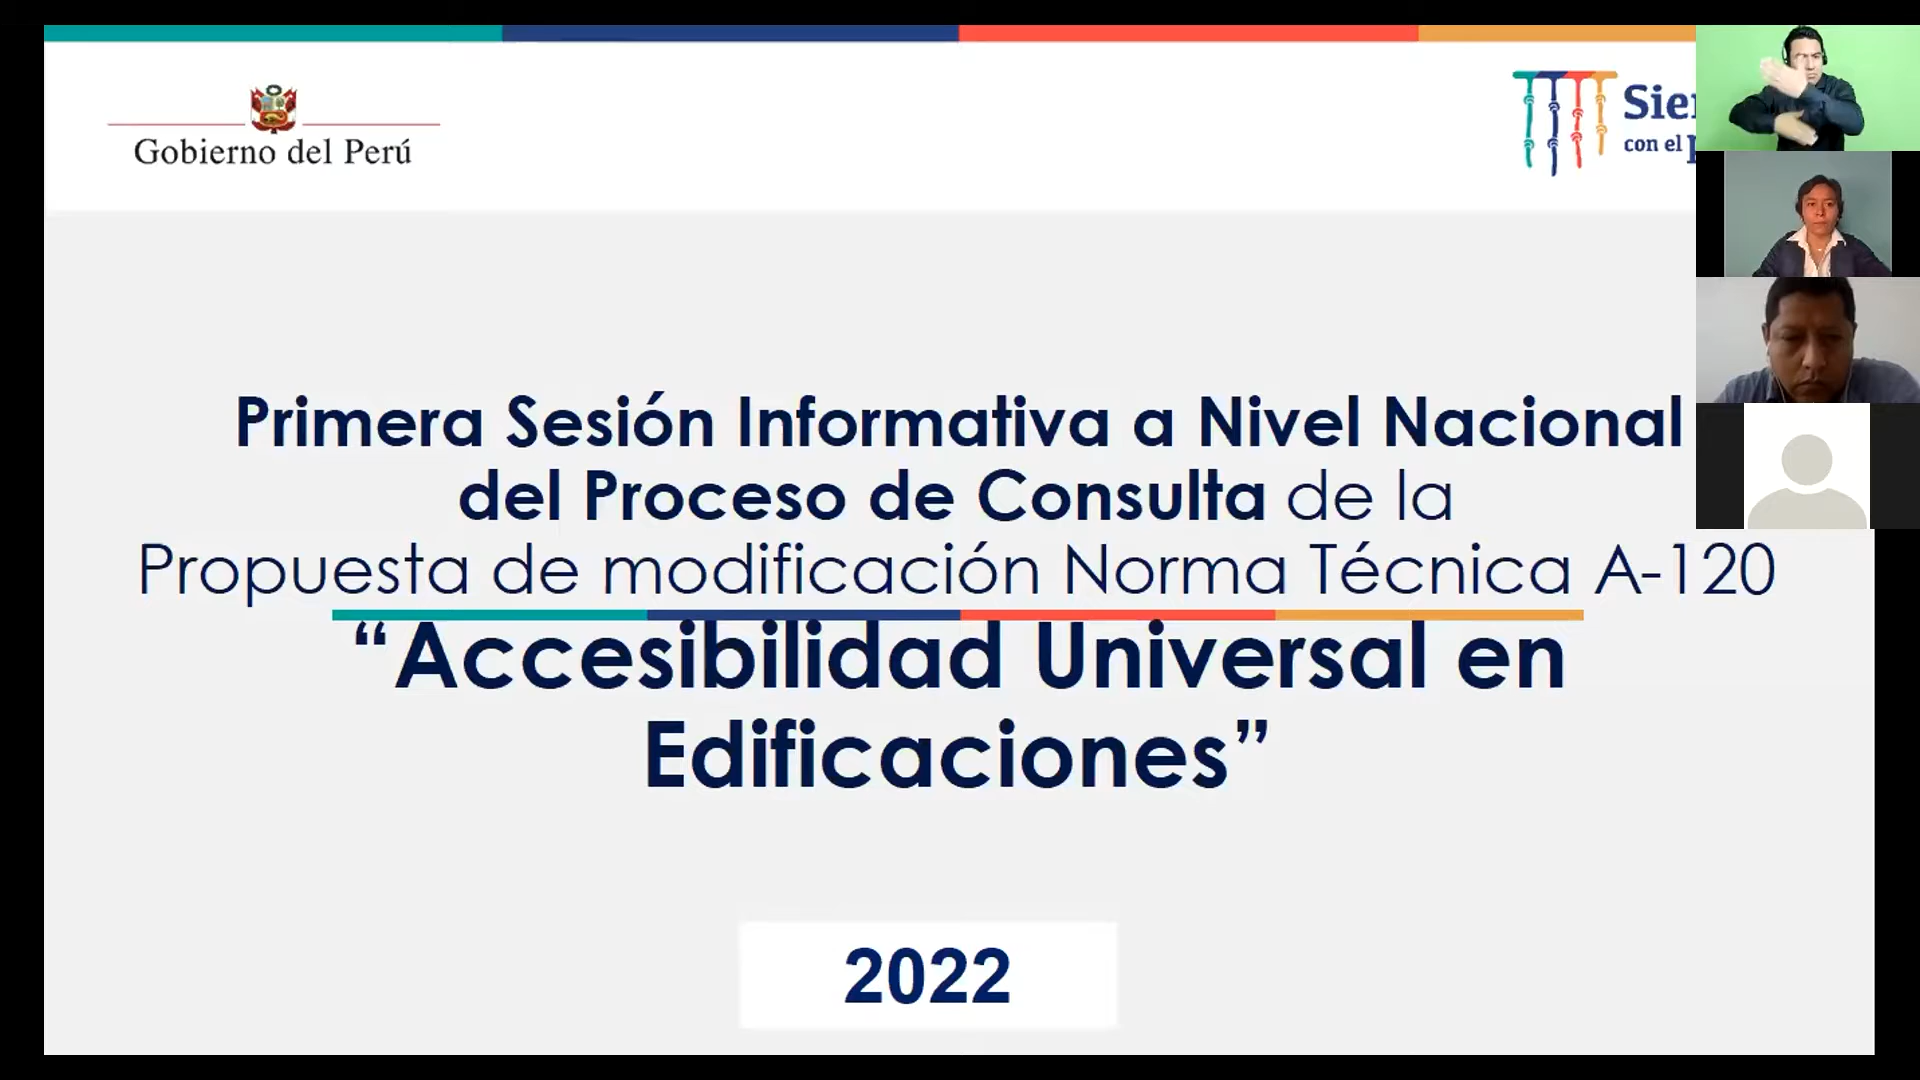 Gobierno del Perú
con el
Primera Sesión Informativa a Nivel Nacional
del Proceso de Consulta de la
Propuesta de modificación Norma Técnica A-120
“Accesibilidad Universal en
Edificaciones”
2022